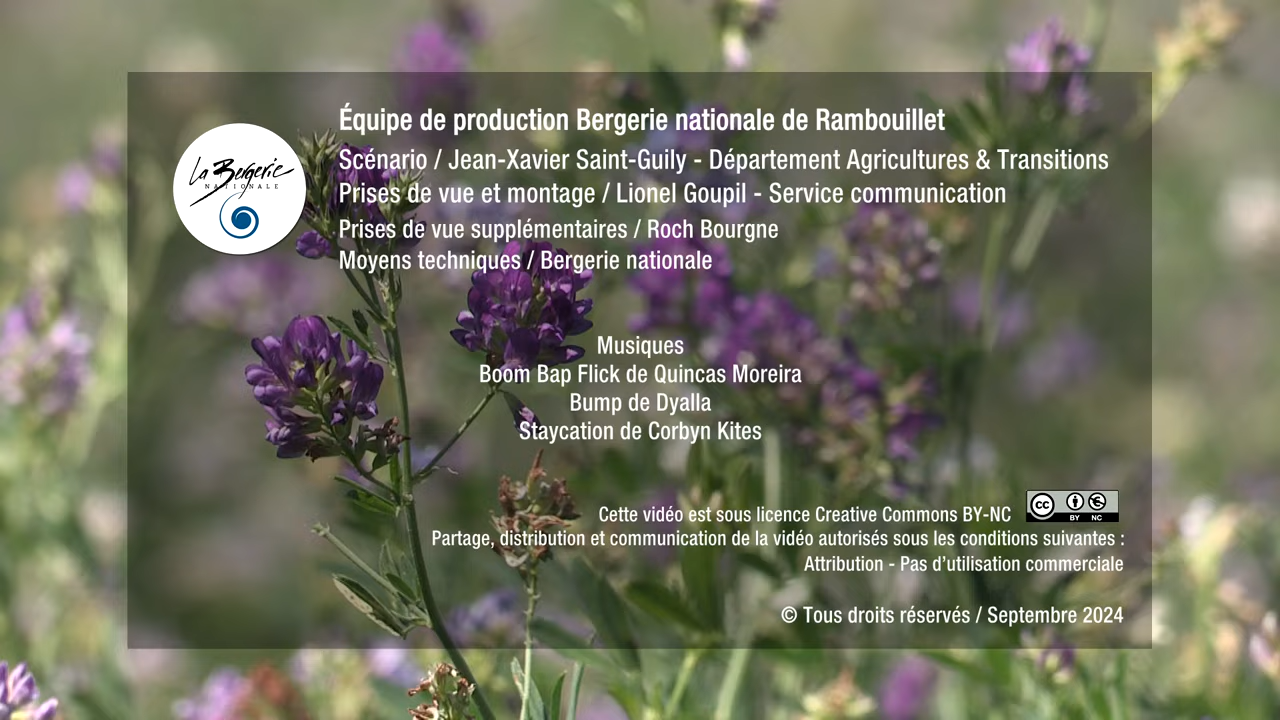 Équipe de production Bergerie nationale de Rambouillet
Scénario / Jean-Xavier Saint-Guily - Département Agricultures & Transitions
Prises de vue et montage / Lionel Goupil - Service communication
Prises de vue supplémentaires / Roch Bourgne
Moyens techniques / Bergerie nationale
La Bergerie
NATIONALE
Musiques
Boom Bap Flick de Quincas Moreira
Bump de Dyalla
Staycation de Corbyn Kites
Cette vidéo est sous licence Creative Commons BY-NC
cc BY NC
Partage, distribution et communication de la vidéo autorisés sous les conditions suivantes :
Attribution - Pas d'utilisation commerciale
© Tous droits réservés / Septembre 2024